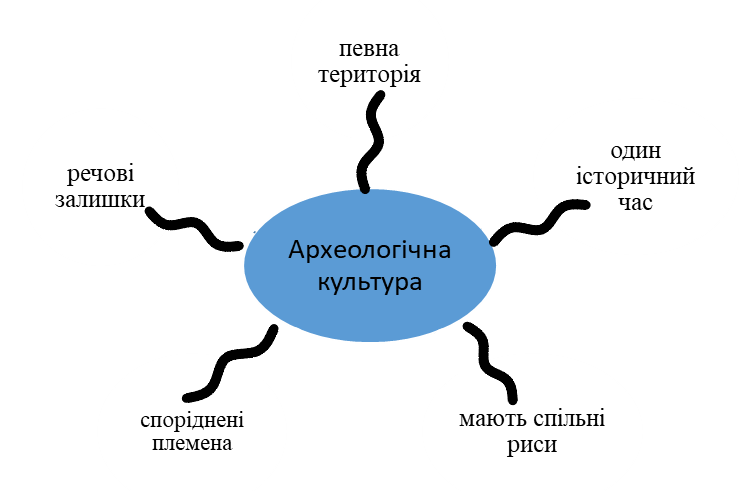 певна
територія
один
історичний
час
речові
залишки
Археологічна
культура
споріднені
племена
мають спільні
риси